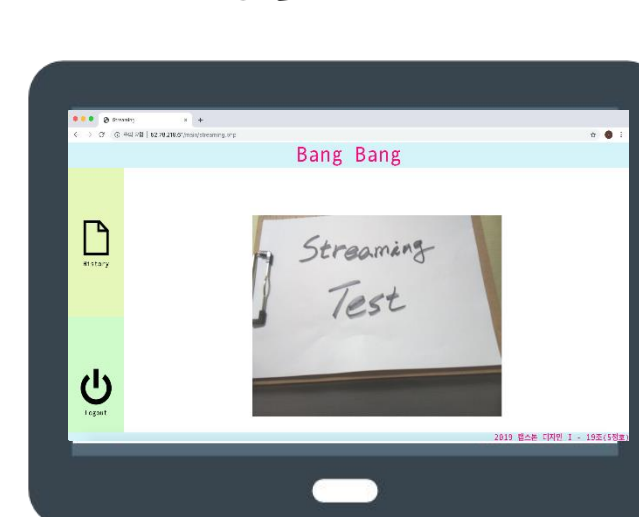 Streaming
Bang Bang
History
Streaming
Test
Logout
2019 캡스톤 디자인 I - 19조(5정호)